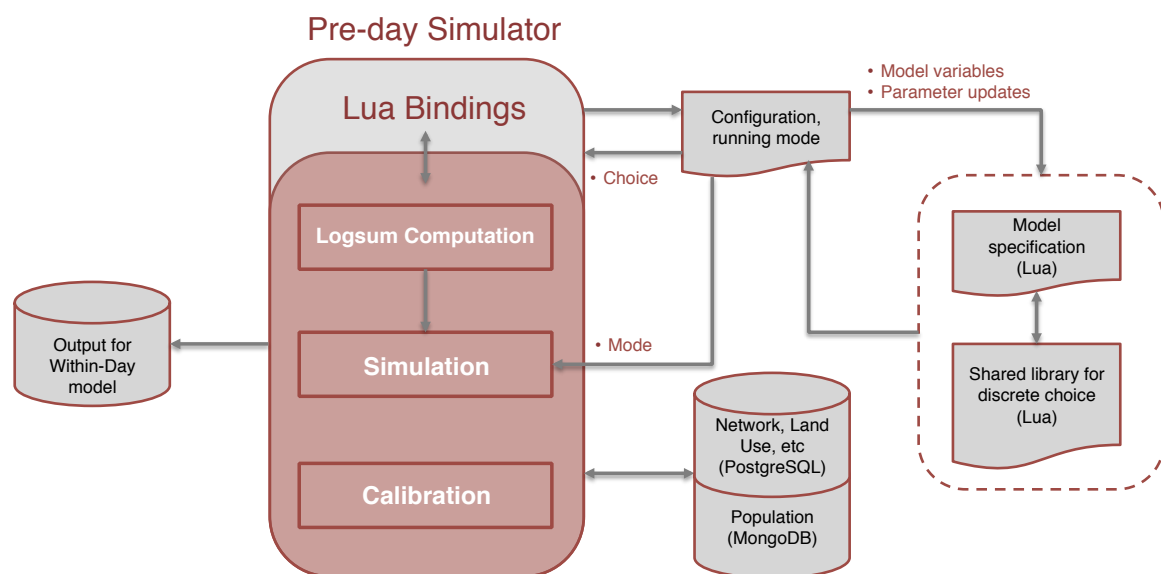 Pre-day Simulator
Lua Bindings
Logsum Computation
Simulation
Calibration
• Model variables
• Parameter updates
Configuration,
running mode
• Choice
• Mode
Model
specification
(Lua)
Shared library for
discrete choice
(Lua)
Output for
Within-Day
model
Network, Land
Use, etc
(PostgreSQL)
Population
(MongoDB)